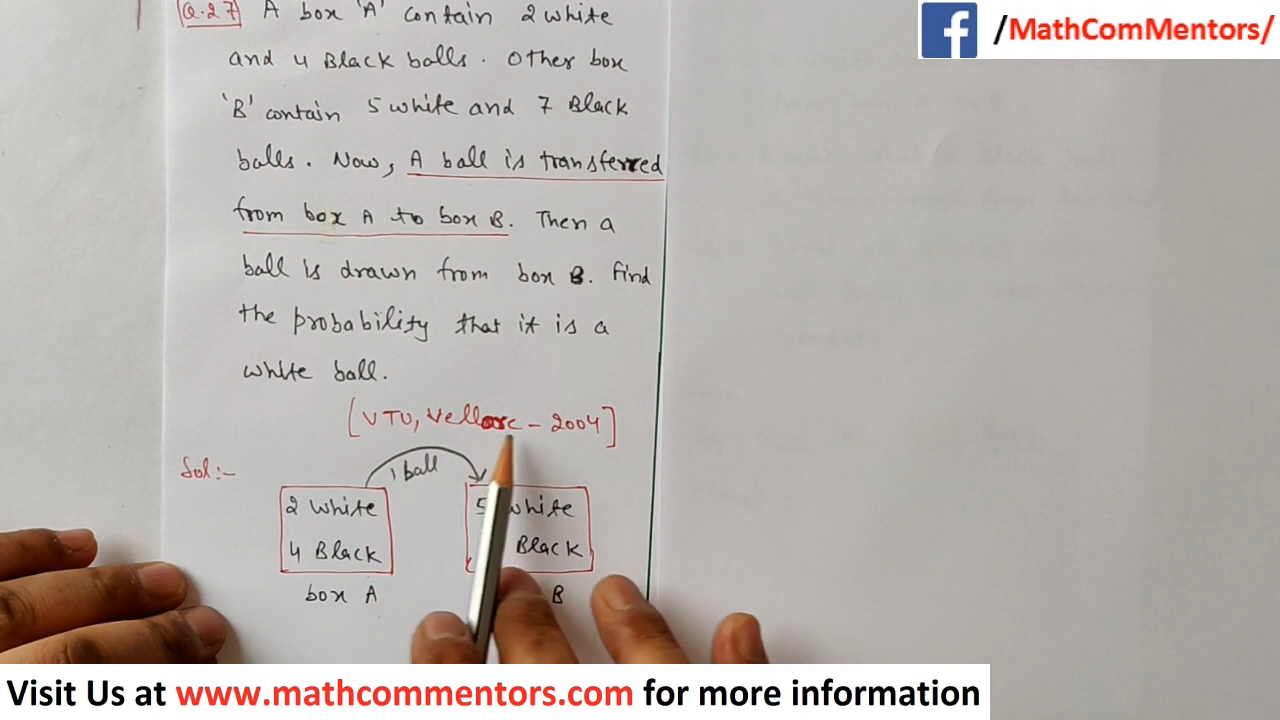 Q.27 A box 'A' contain 2 white
and 4 Black balls. Other box
'B' contain 5 white and 7 Black
balls. Now, A ball is transferred
from box A to box B. Then a
ball is drawn from box B. Find
the probability that it is a
white ball.
[VTU, Vellore - 2004]
Sol:-
1 ball
2 White
4 Black
box A
5 White
Black
B
/MathComMentors/
Visit Us at www.mathcommentors.com for more information